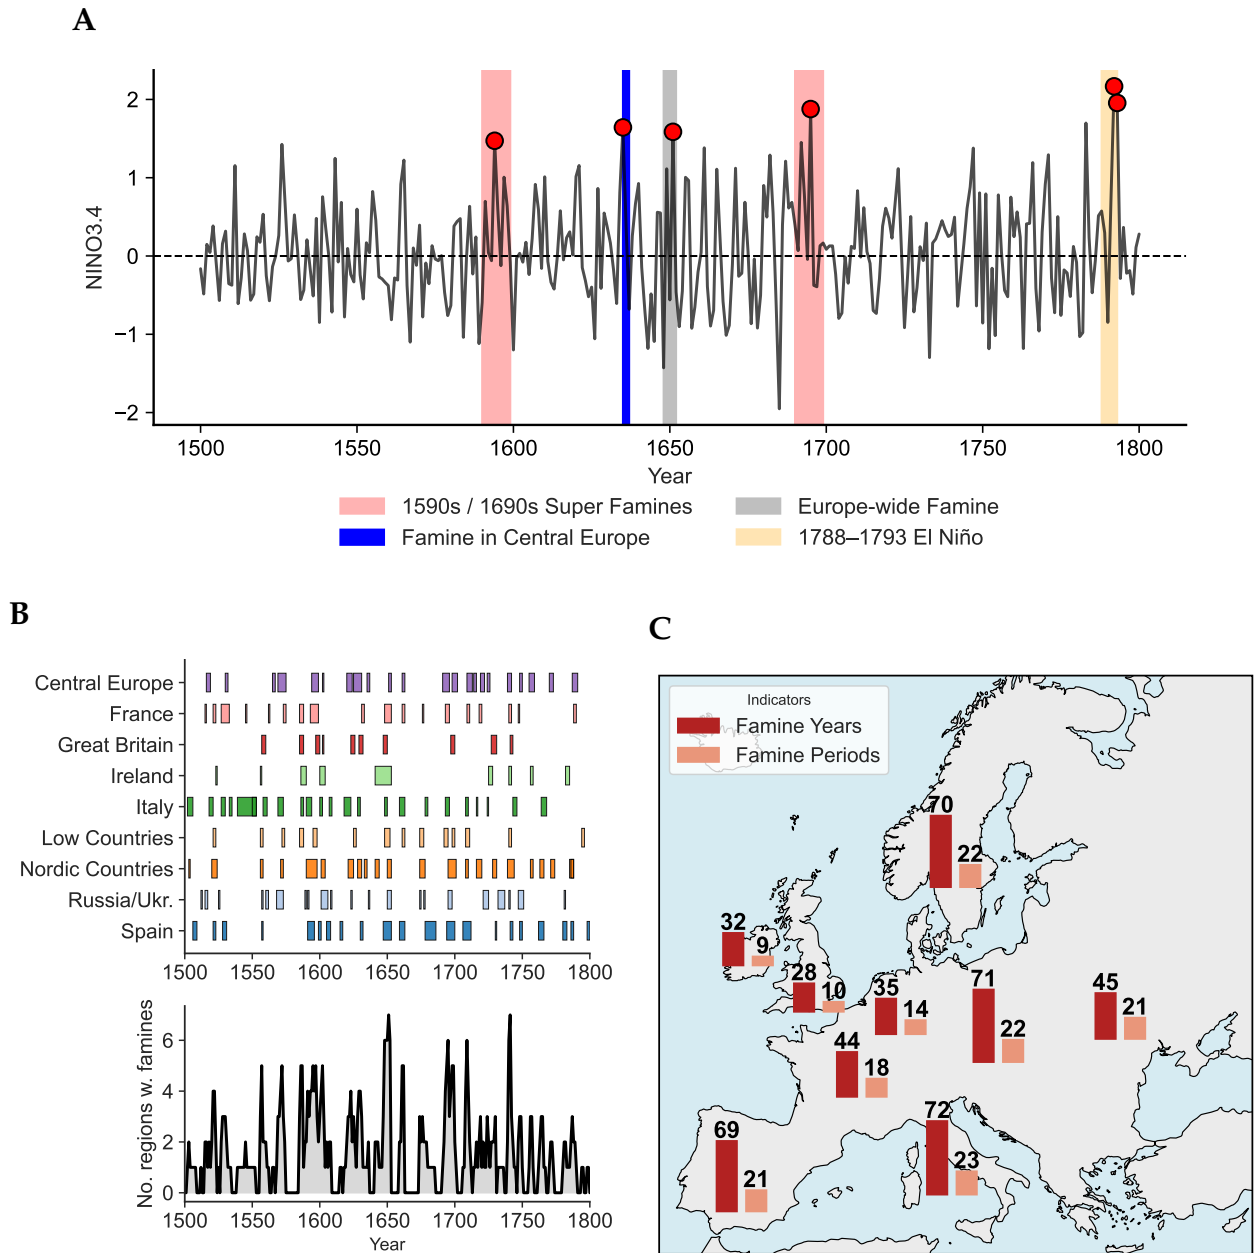 A
2
1
0
−1
−2
NINO3.4
1500 1550 1600 1650 1700 1750 1800
Year
1590s / 1690s Super Famines
Europe-wide Famine
Famine in Central Europe
1788–1793 El Niño
B
Central Europe
France
Great Britain
Ireland
Italy
Low Countries
Nordic Countries
Russia/Ukr.
Spain
1500 1550 1600 1650 1700 1750 1800
No. regions w. famines
6
4
2
0
1500 1550 1600 1650 1700 1750 1800
Year
C
Indicators
Famine Years
Famine Periods
70
22
32
9
28
10
35
14
71
22
45
21
44
18
72
23
69
21